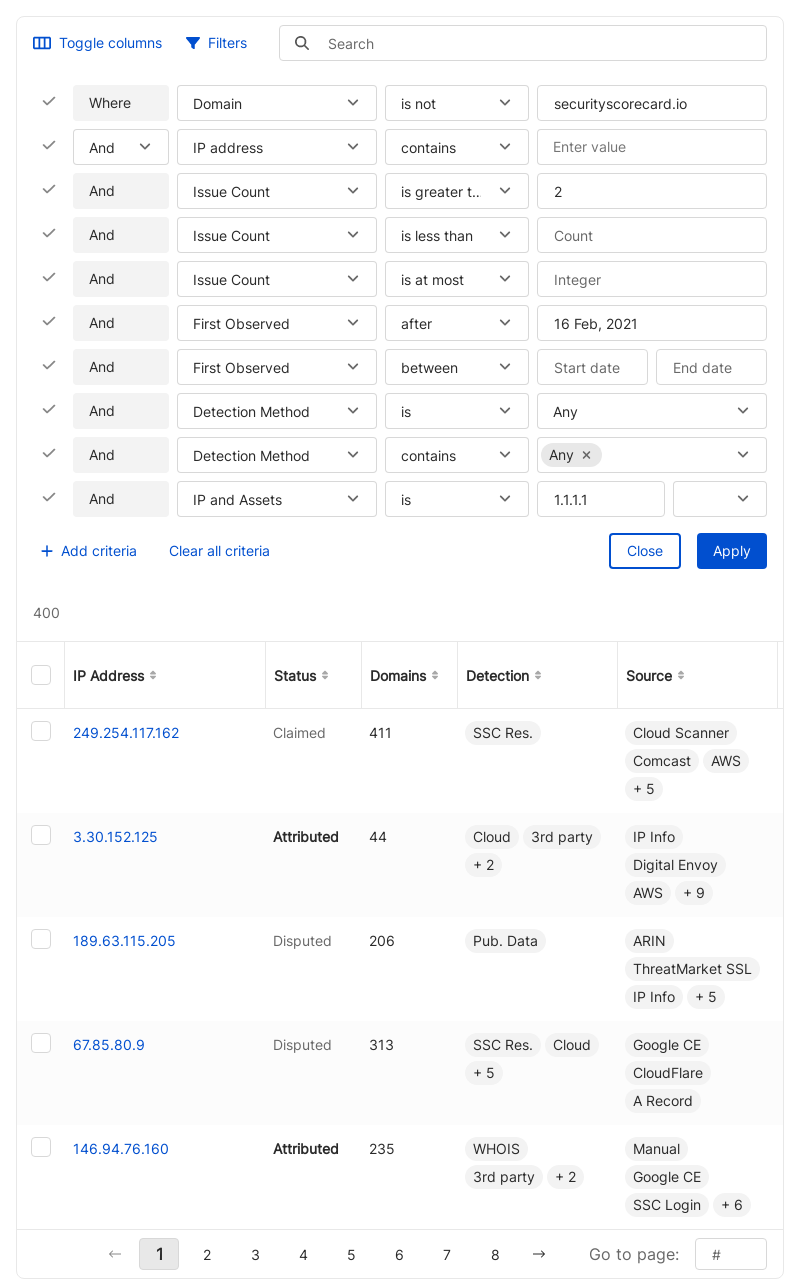 Toggle columns Filters Search
Where Domain is not securityscorecard.io
And IP address contains Enter value
And Issue Count is greater t... 2
And Issue Count is less than Count
And Issue Count is at most Integer
And First Observed after 16 Feb, 2021
And First Observed between Start date End date
And Detection Method is Any
And Detection Method contains Any
And IP and Assets is 1.1.1.1
+ Add criteria Clear all criteria Close Apply
400
IP Address Status Domains Detection Source
249.254.117.162 Claimed 411 SSC Res. Cloud Scanner
Comcast AWS
+ 5
3.30.152.125 Attributed 44 Cloud 3rd party IP Info
+ 2 Digital Envoy
AWS + 9
189.63.115.205 Disputed 206 Pub. Data ARIN
ThreatMarket SSL
IP Info + 5
67.85.80.9 Disputed 313 SSC Res. Cloud Google CE
+ 5 CloudFlare
A Record
146.94.76.160 Attributed 235 WHOIS Manual
3rd party + 2 Google CE
SSC Login + 6
← 1 2 3 4 5 6 7 8 → Go to page: #